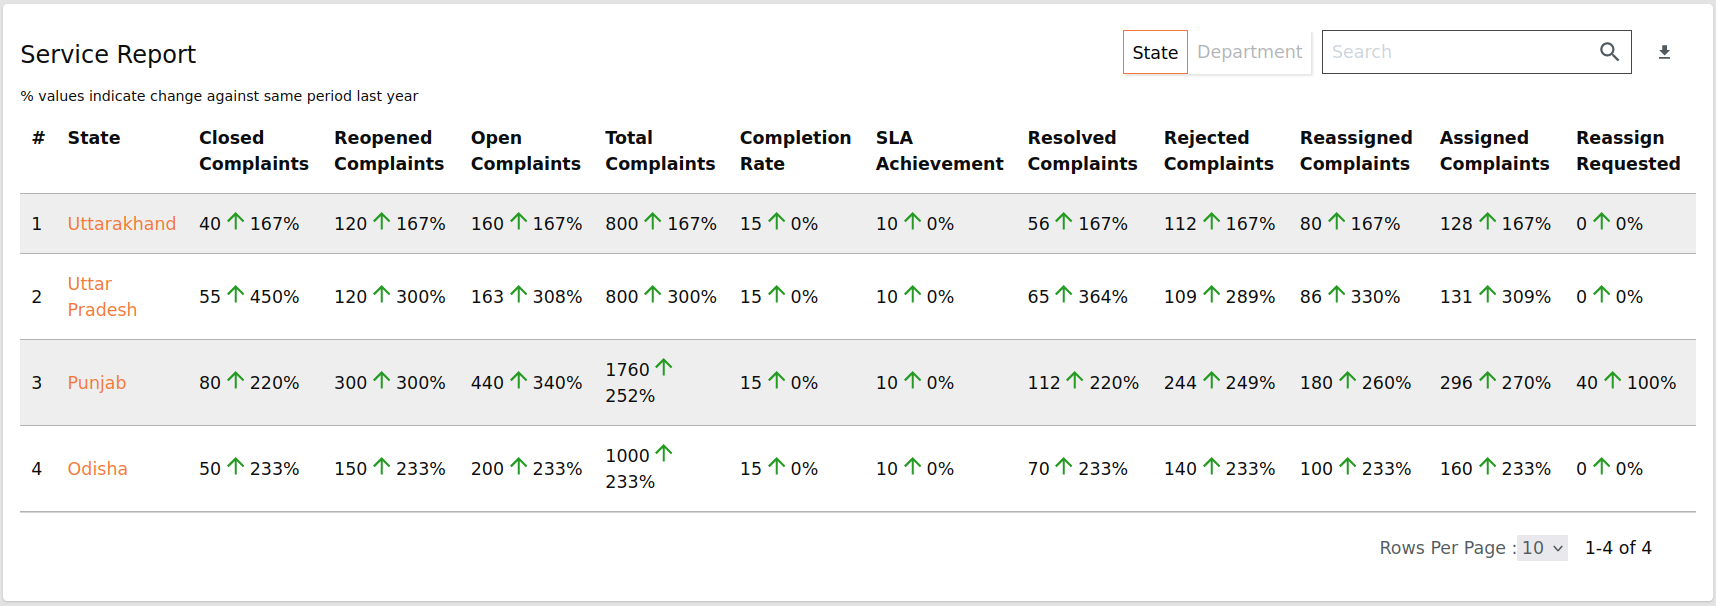 Service Report
State Department Search
% values indicate change against same period last year
# State Closed Complaints Reopened Complaints Open Complaints Total Complaints Completion Rate SLA Achievement Resolved Complaints Rejected Complaints Reassigned Complaints Assigned Complaints Reassign Requested
1 Uttarakhand 40 ↑ 167% 120 ↑ 167% 160 ↑ 167% 800 ↑ 167% 15 ↑ 0% 10 ↑ 0% 56 ↑ 167% 112 ↑ 167% 80 ↑ 167% 128 ↑ 167% 0 ↑ 0%
2 Uttar Pradesh 55 ↑ 450% 120 ↑ 300% 163 ↑ 308% 800 ↑ 300% 15 ↑ 0% 10 ↑ 0% 65 ↑ 364% 109 ↑ 289% 86 ↑ 330% 131 ↑ 309% 0 ↑ 0%
3 Punjab 80 ↑ 220% 300 ↑ 300% 440 ↑ 340% 1760 ↑ 252% 15 ↑ 0% 10 ↑ 0% 112 ↑ 220% 244 ↑ 249% 180 ↑ 260% 296 ↑ 270% 40 ↑ 100%
4 Odisha 50 ↑ 233% 150 ↑ 233% 200 ↑ 233% 1000 ↑ 233% 15 ↑ 0% 10 ↑ 0% 70 ↑ 233% 140 ↑ 233% 100 ↑ 233% 160 ↑ 233% 0 ↑ 0%
Rows Per Page : 10 1-4 of 4